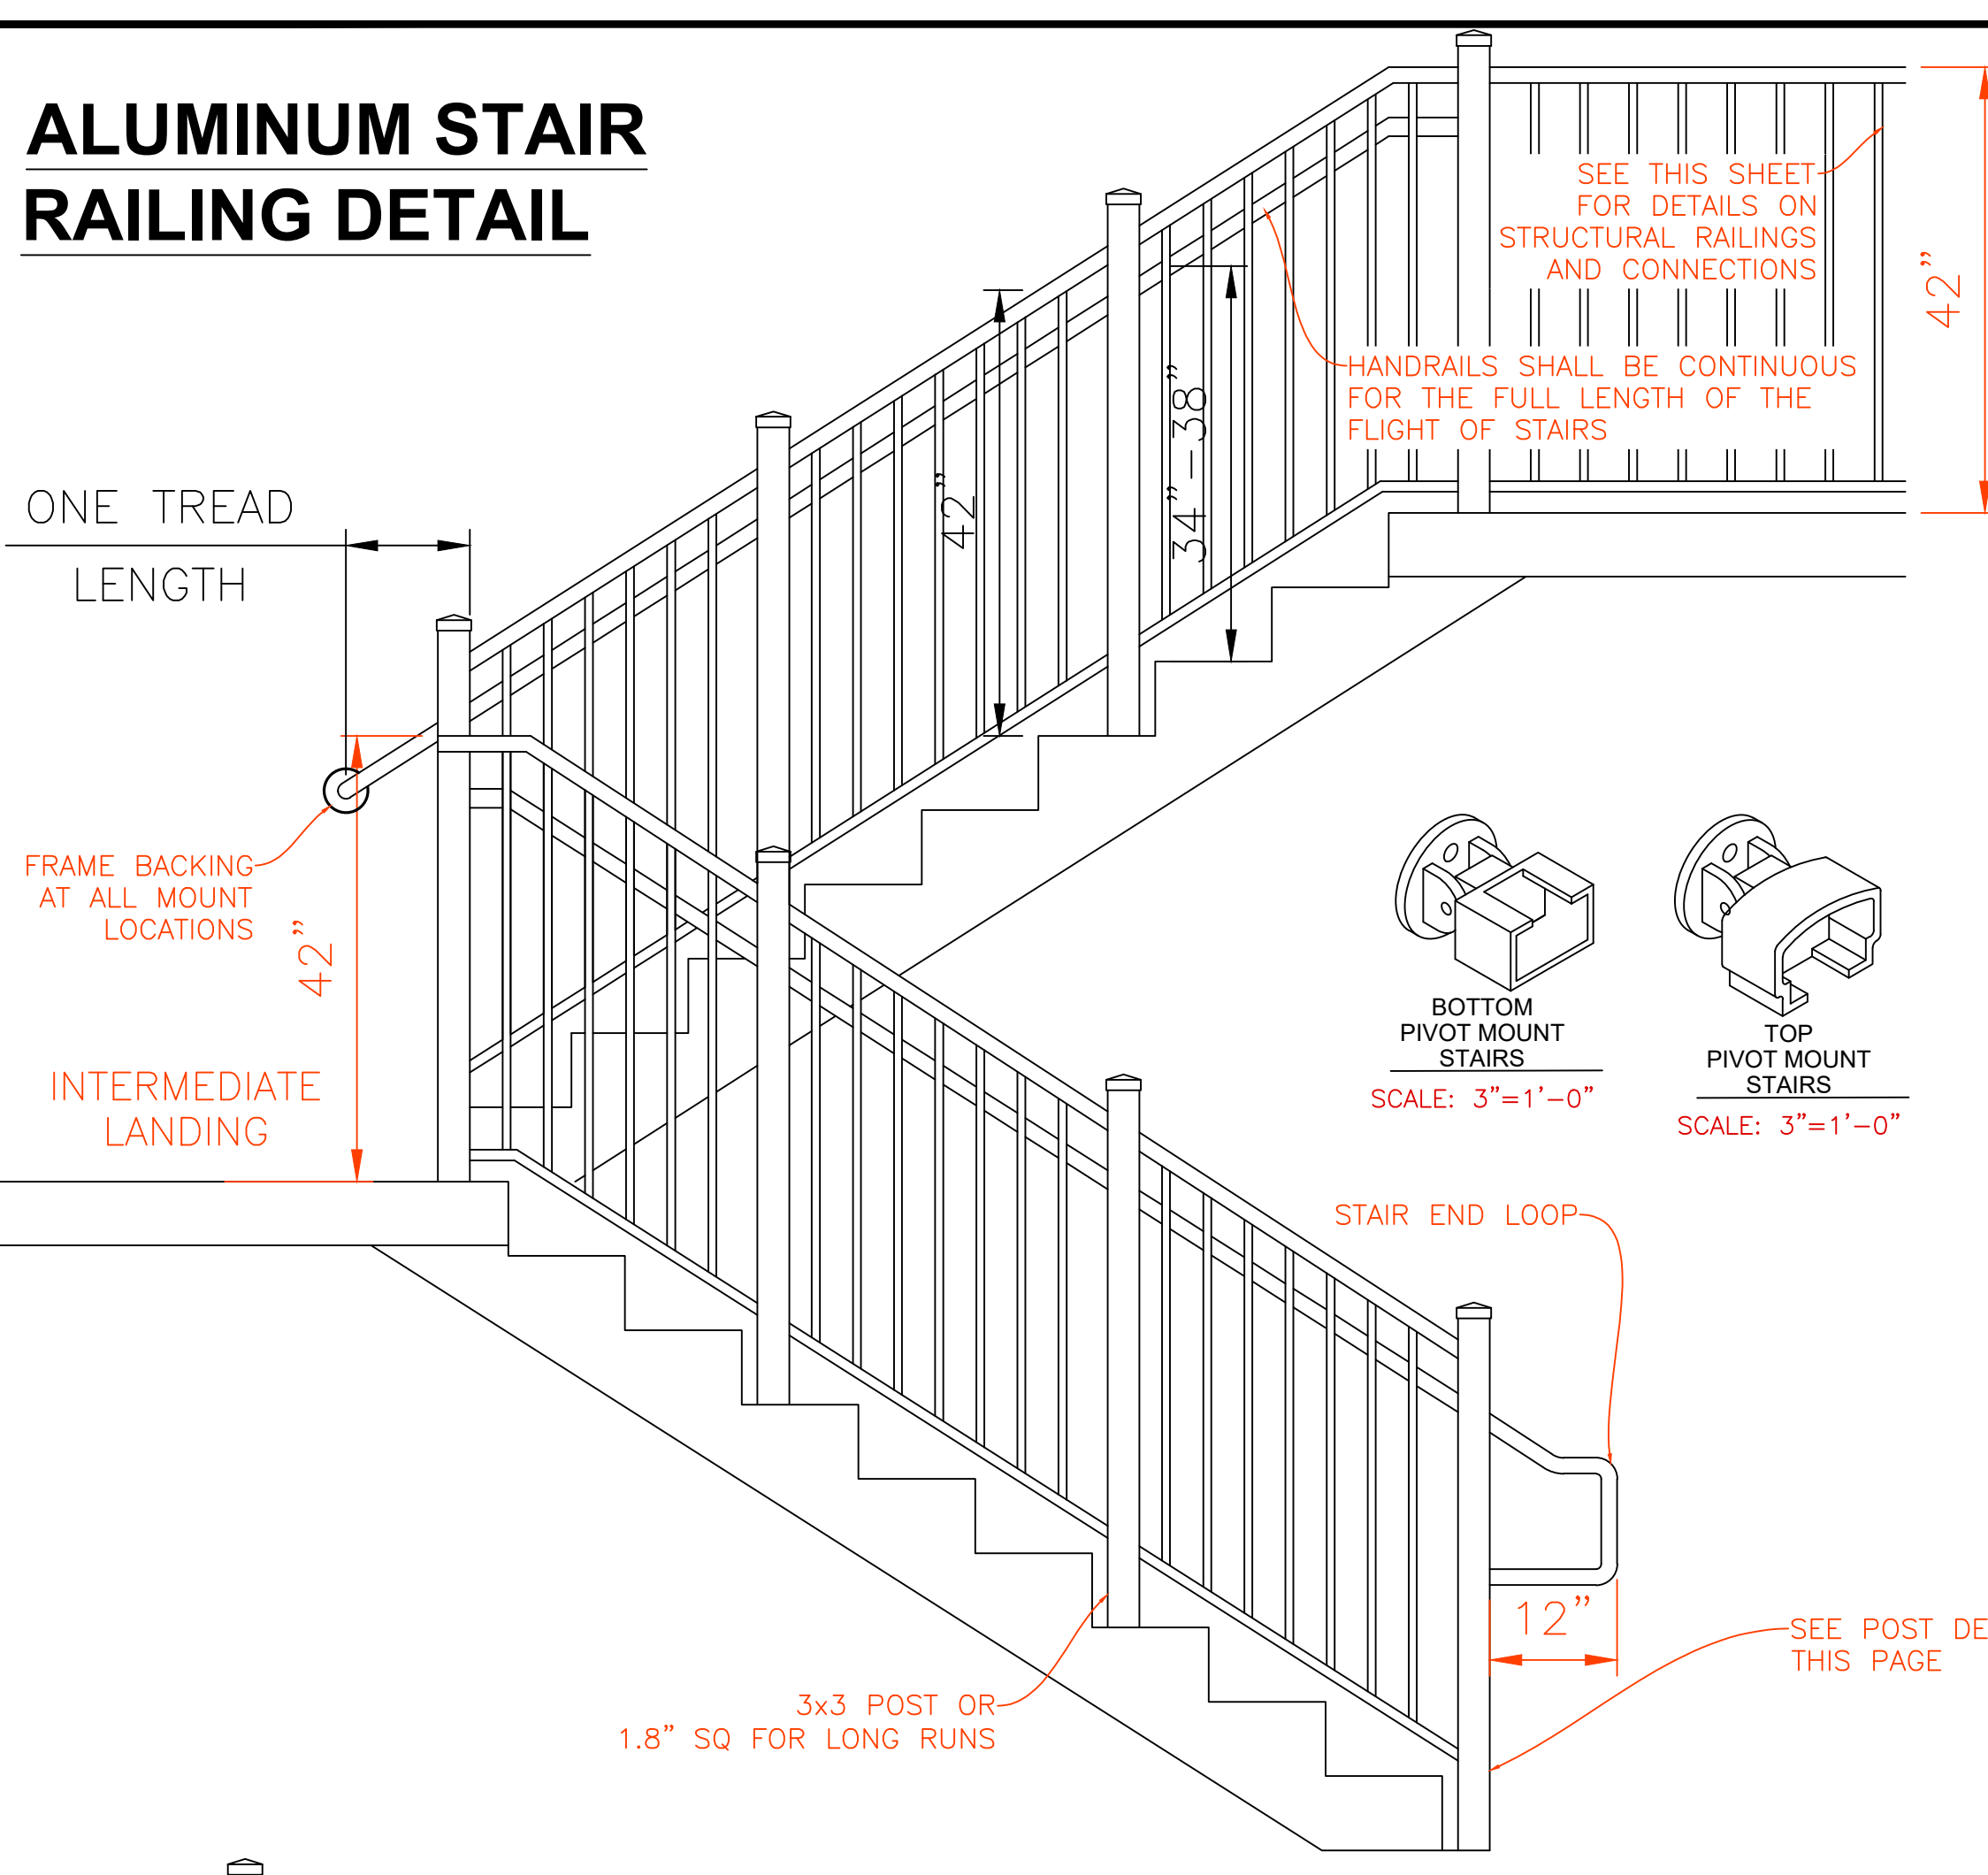 ALUMINUM STAIR
RAILING DETAIL
SEE THIS SHEET
FOR DETAILS ON
STRUCTURAL RAILINGS
AND CONNECTIONS
42"
HANDRAILS SHALL BE CONTINUOUS
FOR THE FULL LENGTH OF THE
FLIGHT OF STAIRS
42"
34"-38"
ONE TREAD
LENGTH
FRAME BACKING
AT ALL MOUNT
LOCATIONS
42"
INTERMEDIATE
LANDING
BOTTOM
PIVOT MOUNT
STAIRS
SCALE: 3"=1'-0"
TOP
PIVOT MOUNT
STAIRS
SCALE: 3"=1'-0"
STAIR END LOOP
12"
SEE POST DE
THIS PAGE
3x3 POST OR
1.8" SQ FOR LONG RUNS